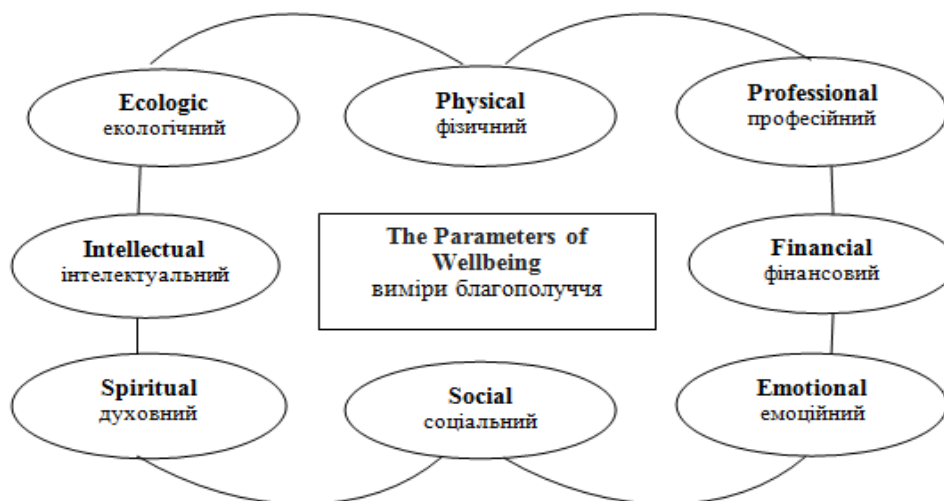 Ecologic
екологічний
Physical
фізичний
Professional
професійний
Intellectual
інтелектуальний
The Parameters of
Wellbeing
виміри благополуччя
Financial
фінансовий
Spiritual
духовний
Social
соціальний
Emotional
емоційний